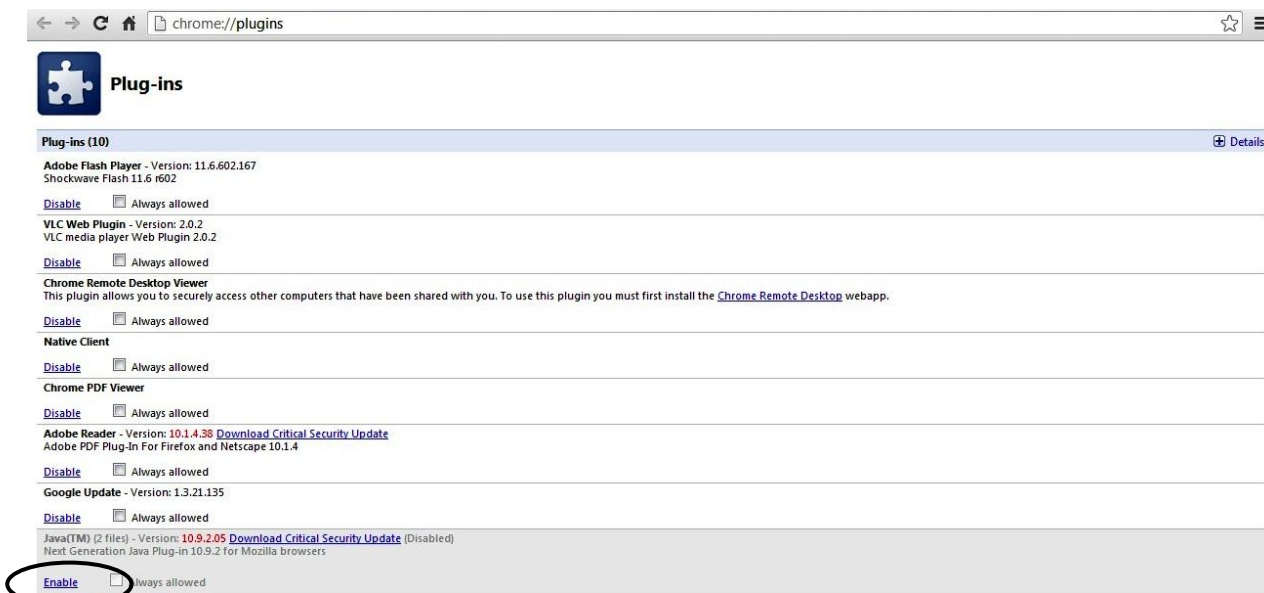 chrome://plugins
Plug-ins
Plug-ins (10) Details
Adobe Flash Player - Version: 11.6.602.167
Shockwave Flash 11.6 r602
Disable Always allowed
VLC Web Plugin - Version: 2.0.2
VLC media player Web Plugin 2.0.2
Disable Always allowed
Chrome Remote Desktop Viewer
This plugin allows you to securely access other computers that have been shared with you. To use this plugin you must first install the Chrome Remote Desktop webapp.
Disable Always allowed
Native Client
Disable Always allowed
Chrome PDF Viewer
Disable Always allowed
Adobe Reader - Version: 10.1.4.38 Download Critical Security Update
Adobe PDF Plug-In For Firefox and Netscape 10.1.4
Disable Always allowed
Google Update - Version: 1.3.21.135
Disable Always allowed
Java(TM) (2 files) - Version: 10.9.2.05 Download Critical Security Update (Disabled)
Next Generation Java Plug-in 10.9.2 for Mozilla browsers
Enable Always allowed